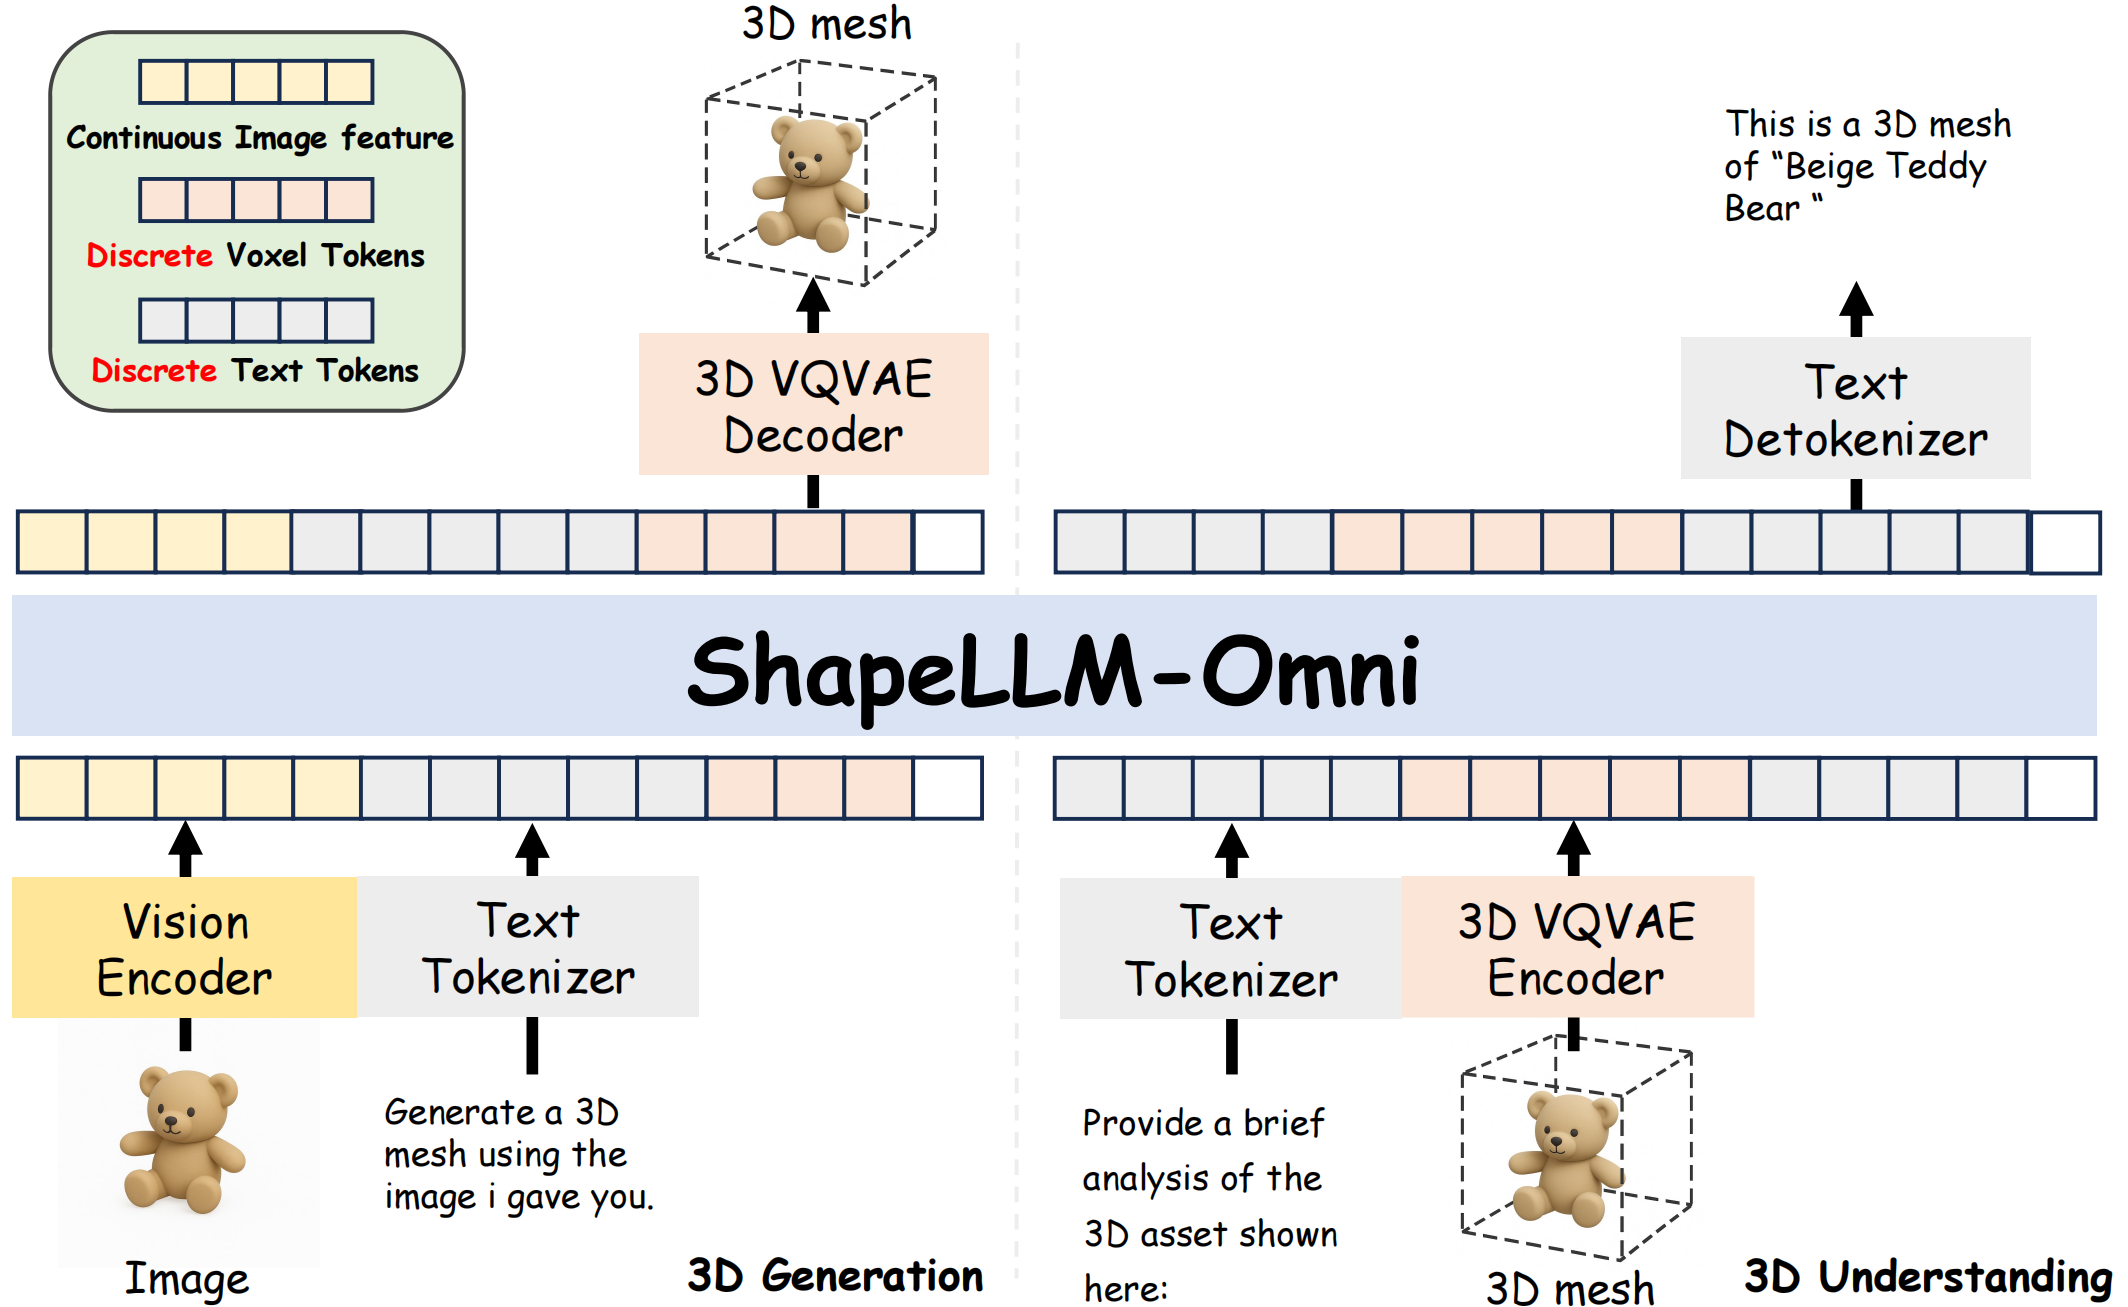 3D mesh
Continuous Image feature
Discrete Voxel Tokens
Discrete Text Tokens
3D VQVAE
Decoder
This is a 3D mesh
of “Beige Teddy
Bear “
Text
Detokenizer
ShapeLLM-Omni
Vision
Encoder
Text
Tokenizer
Image
Generate a 3D
mesh using the
image i gave you.
3D Generation
Text
Tokenizer
3D VQVAE
Encoder
Provide a brief
analysis of the
3D asset shown
here:
3D mesh
3D Understanding